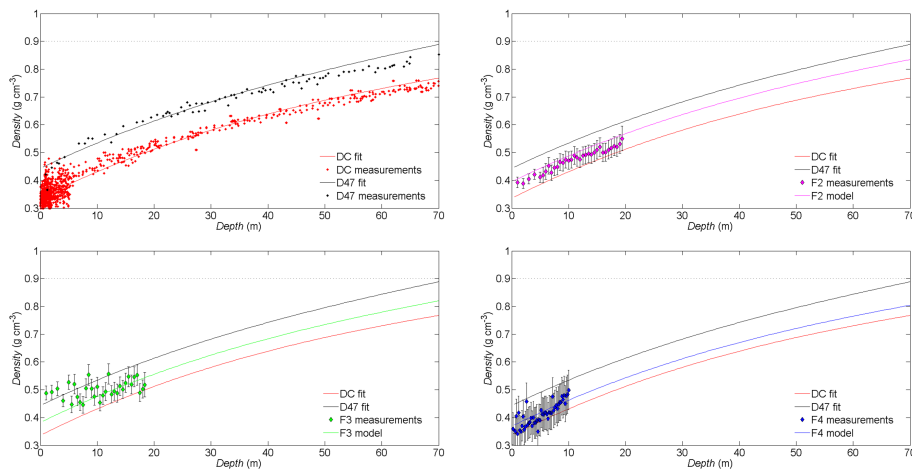 1
0.9
0.8
0.7
0.6
0.5
0.4
0.3
0 10 20 30 40 50 60 70
Density (g cm-3)
Depth (m)
DC fit
DC measurements
D47 fit
D47 measurements
1
0.9
0.8
0.7
0.6
0.5
0.4
0.3
0 10 20 30 40 50 60 70
Density (g cm-3)
Depth (m)
DC fit
D47 fit
F2 measurements
F2 model
1
0.9
0.8
0.7
0.6
0.5
0.4
0.3
0 10 20 30 40 50 60 70
Density (g cm-3)
Depth (m)
DC fit
D47 fit
F3 measurements
F3 model
1
0.9
0.8
0.7
0.6
0.5
0.4
0.3
0 10 20 30 40 50 60 70
Density (g cm-3)
Depth (m)
DC fit
D47 fit
F4 measurements
F4 model